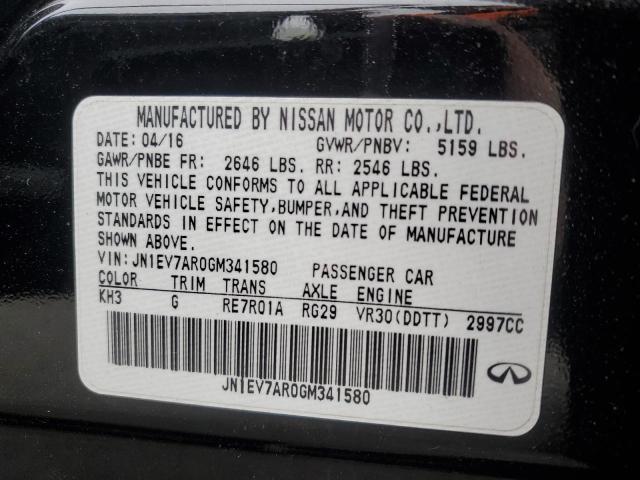 MANUFACTURED BY NISSAN MOTOR CO.,LTD.
DATE: 04/16 GVWR/PNBV: 5159 LBS.
GAWR/PNBE FR: 2646 LBS. RR: 2546 LBS.
THIS VEHICLE CONFORMS TO ALL APPLICABLE FEDERAL
MOTOR VEHICLE SAFETY,BUMPER,AND THEFT PREVENTION
STANDARDS IN EFFECT ON THE DATE OF MANUFACTURE
SHOWN ABOVE.
VIN: JN1EV7AR0GM341580 PASSENGER CAR
COLOR TRIM TRANS AXLE ENGINE
KH3 G RE7R01A RG29 VR30(DDTT) 2997CC
JN1EV7AR0GM341580